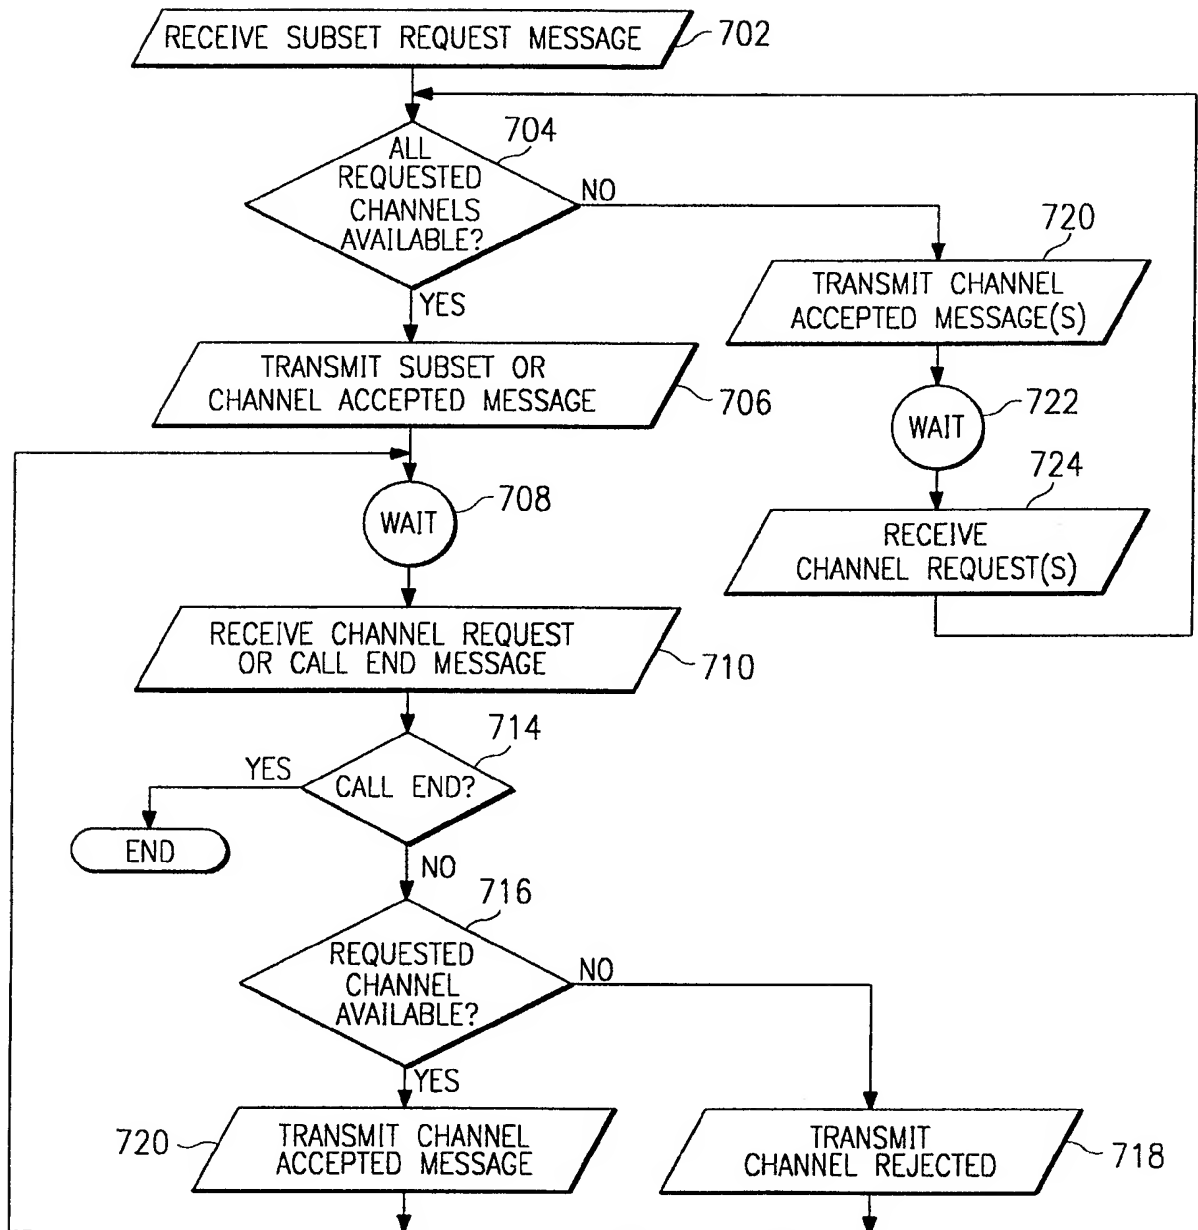 RECEIVE SUBSET REQUEST MESSAGE
702
704
ALL
REQUESTED
CHANNELS
AVAILABLE?
NO
YES
720
TRANSMIT CHANNEL
ACCEPTED MESSAGE(S)
TRANSMIT SUBSET OR
CHANNEL ACCEPTED MESSAGE
706
722
WAIT
724
RECEIVE
CHANNEL REQUEST(S)
708
WAIT
RECEIVE CHANNEL REQUEST
OR CALL END MESSAGE
710
714
CALL END?
YES
END
NO
716
REQUESTED
CHANNEL
AVAILABLE?
NO
YES
720
TRANSMIT CHANNEL
ACCEPTED MESSAGE
TRANSMIT
CHANNEL REJECTED
718